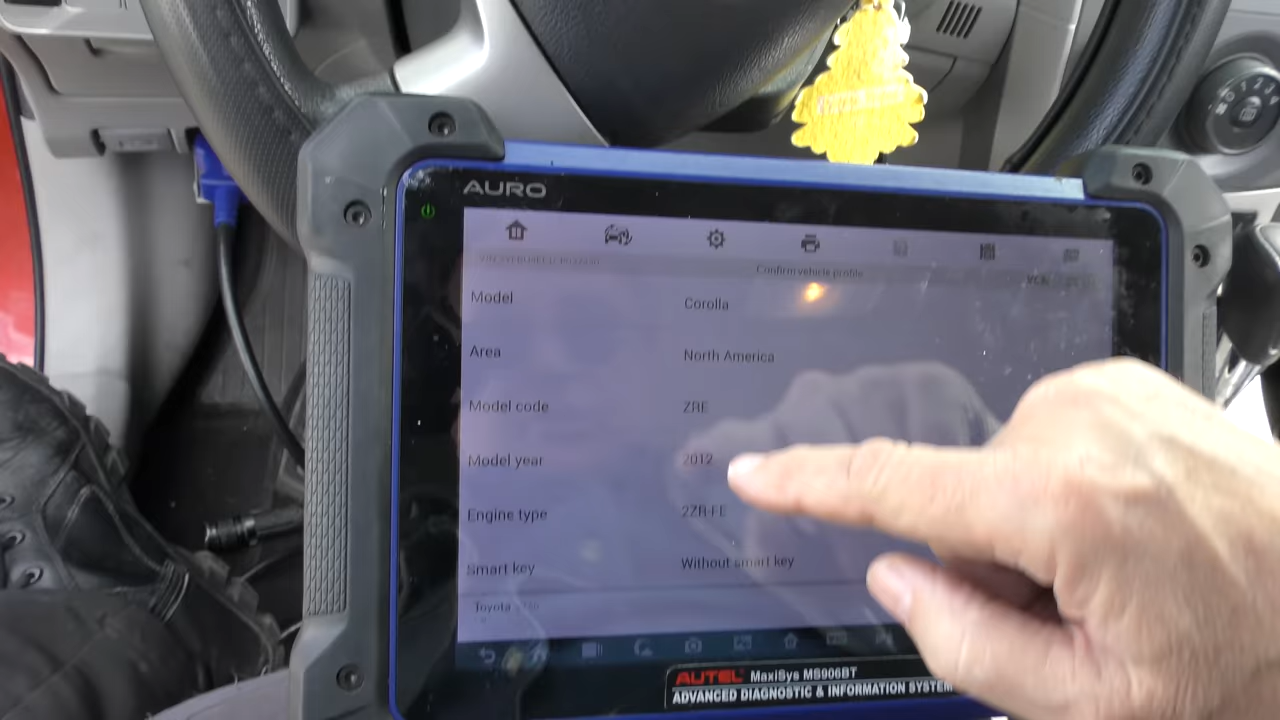 AURO
Confirm vehicle profile
Model Corolla
Area North America
Model code ZRE
Model year 2012
Engine type 2ZR-FE
Smart key Without smart key
Toyota
AUTEL MaxiSys MS906BT
ADVANCED DIAGNOSTIC & INFORMATION SYSTEM